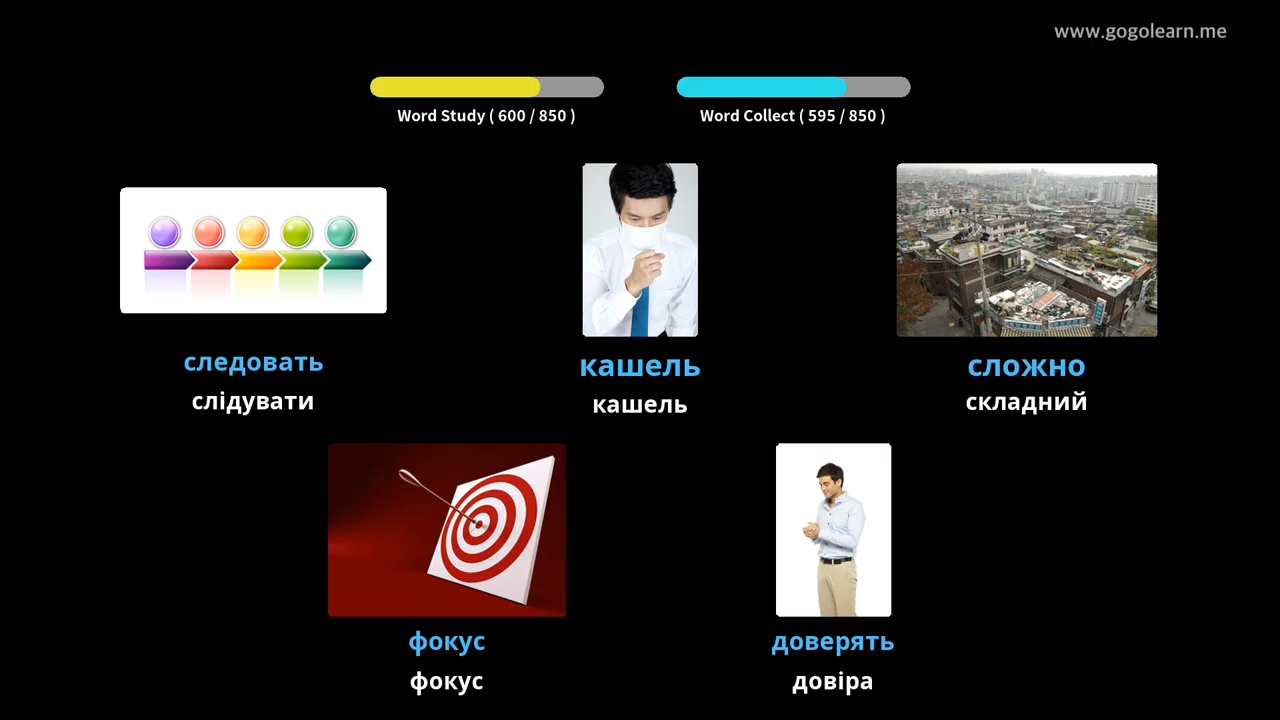 www.gogolearn.me
Word Study ( 600 / 850 )
Word Collect ( 595 / 850 )
следовать
слідувати
кашель
кашель
сложно
складний
фокус
фокус
доверять
довіра